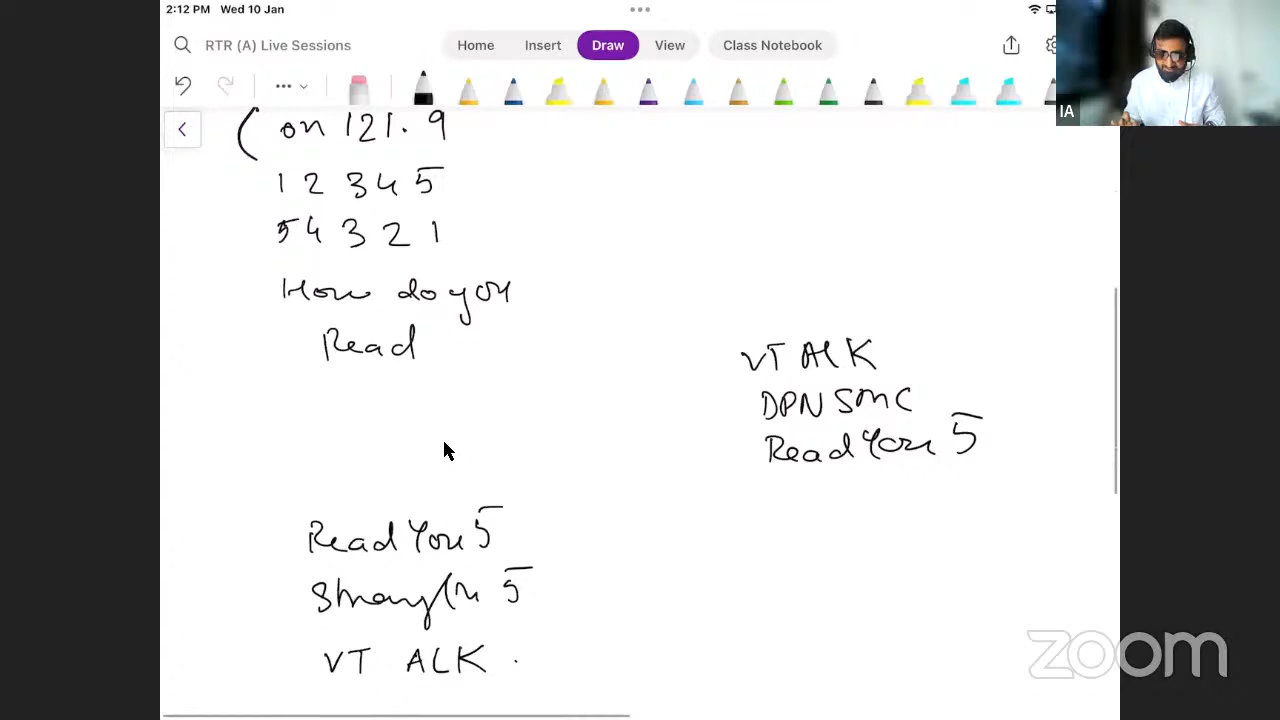 2:12 PM Wed 10 Jan
RTR (A) Live Sessions
Home Insert Draw View Class Notebook
IA
( on 121.9
1 2 3 4 5
5 4 3 2 1
How do you
Read
VT ALK
DPN SMC
Read You 5
Read You 5
Strength 5
VT ALK .
zoom